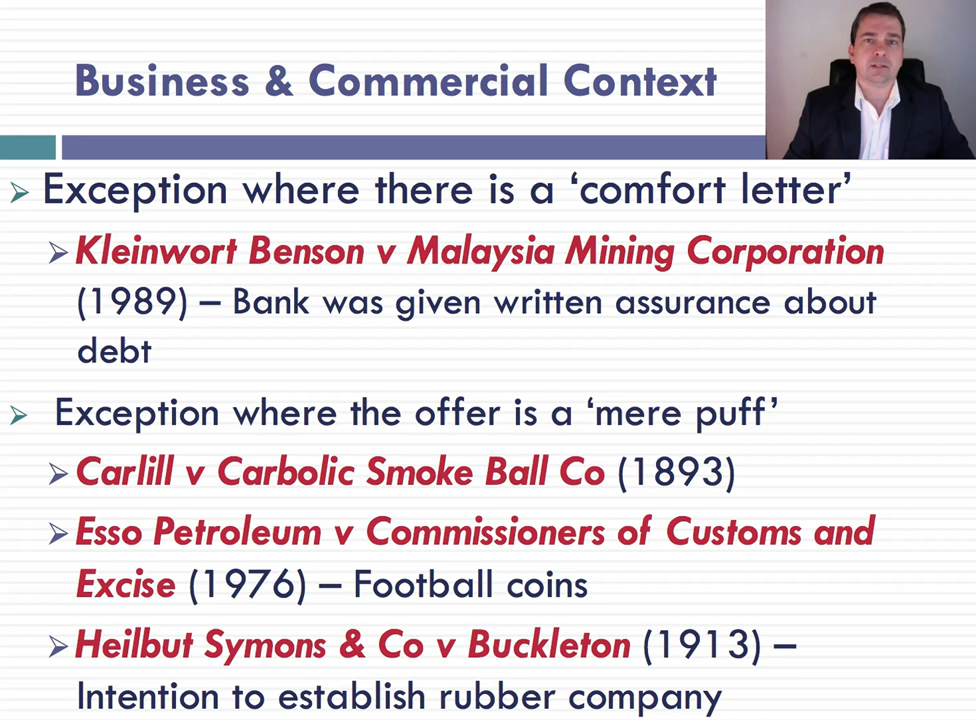 Business & Commercial Context
Exception where there is a ‘comfort letter’
Kleinwort Benson v Malaysia Mining Corporation
(1989) – Bank was given written assurance about
debt
Exception where the offer is a ‘mere puff’
Carlill v Carbolic Smoke Ball Co (1893)
Esso Petroleum v Commissioners of Customs and
Excise (1976) – Football coins
Heilbut Symons & Co v Buckleton (1913) –
Intention to establish rubber company